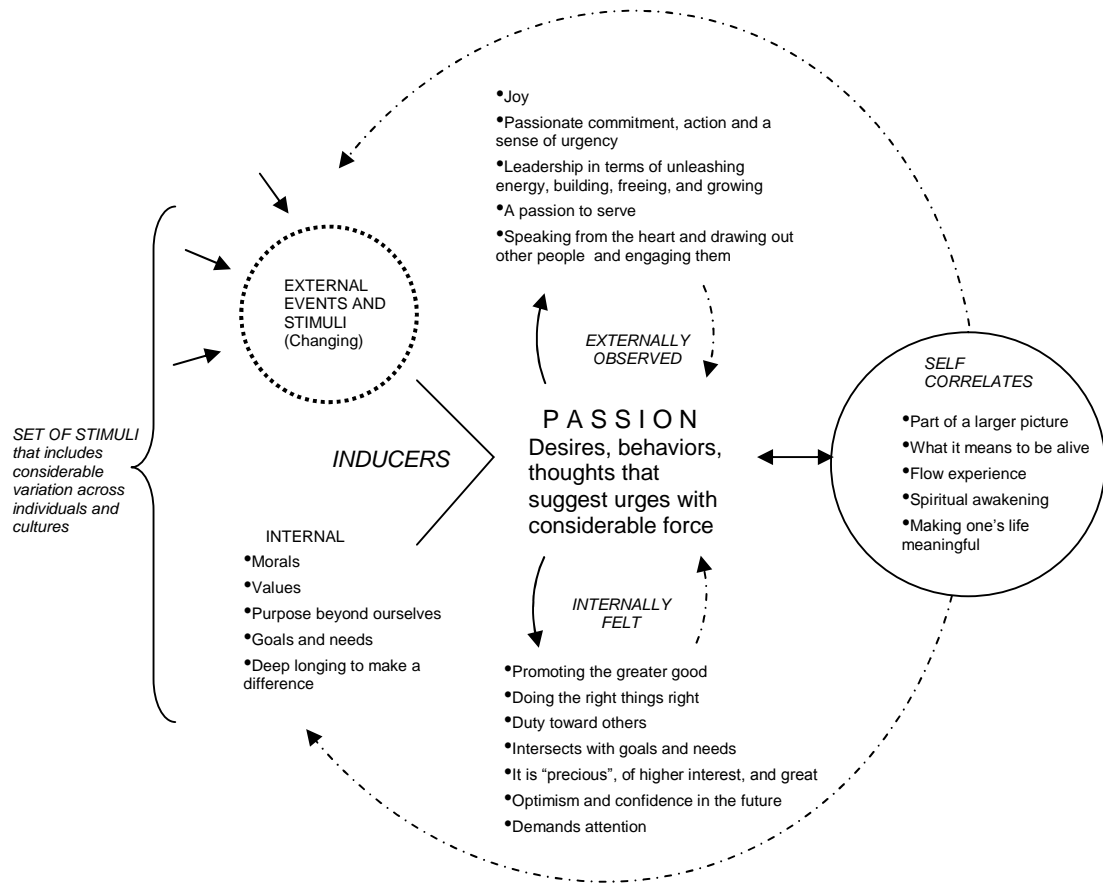 •Joy
•Passionate commitment, action and a
sense of urgency
•Leadership in terms of unleashing
energy, building, freeing, and growing
•A passion to serve
•Speaking from the heart and drawing out
other people and engaging them
EXTERNAL
EVENTS AND
STIMULI
(Changing)
EXTERNALLY
OBSERVED
SET OF STIMULI
that includes
considerable
variation across
individuals and
cultures
INDUCERS
PASSION
Desires, behaviors,
thoughts that
suggest urges with
considerable force
SELF
CORRELATES
•Part of a larger picture
•What it means to be alive
•Flow experience
•Spiritual awakening
•Making one's life
meaningful
INTERNAL
•Morals
•Values
•Purpose beyond ourselves
•Goals and needs
•Deep longing to make a
difference
INTERNALLY
FELT
•Promoting the greater good
•Doing the right things right
•Duty toward others
•Intersects with goals and needs
•It is “precious”, of higher interest, and great
•Optimism and confidence in the future
•Demands attention